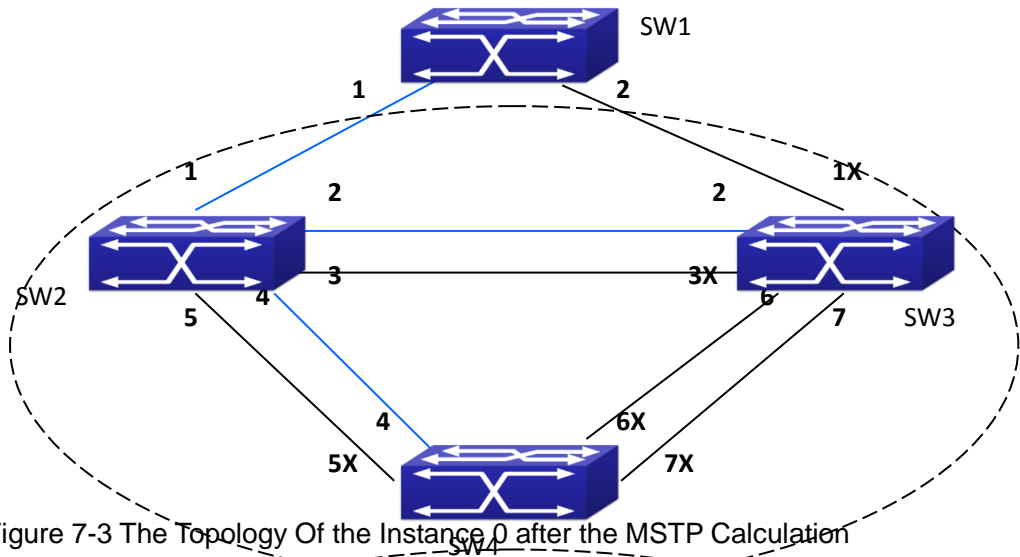 SW1
1
2
1
1X
2
2
3
3X
SW2
4
6
5
7
SW3
4
6X
5X
7X
igure 7-3 The Topology Of the Instance 0 after the MSTP Calculation
SW4